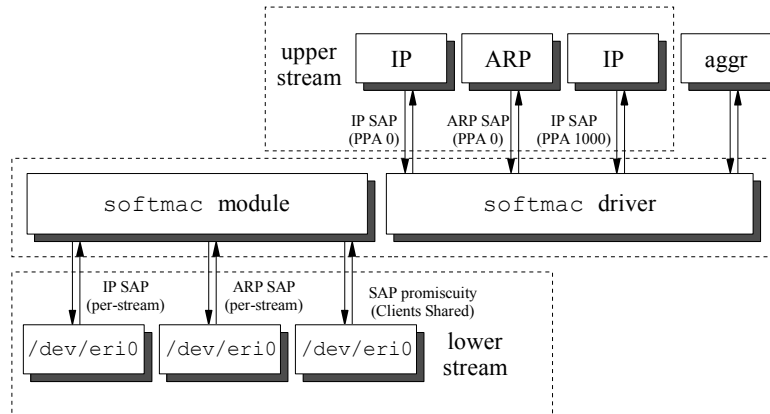 upper
stream
IP
ARP
IP
aggr
IP SAP
(PPA 0)
ARP SAP
(PPA 0)
IP SAP
(PPA 1000)
softmac module
softmac driver
IP SAP
(per-stream)
ARP SAP
(per-stream)
SAP promiscuity
(Clients Shared)
/dev/eri0
/dev/eri0
/dev/eri0
lower
stream